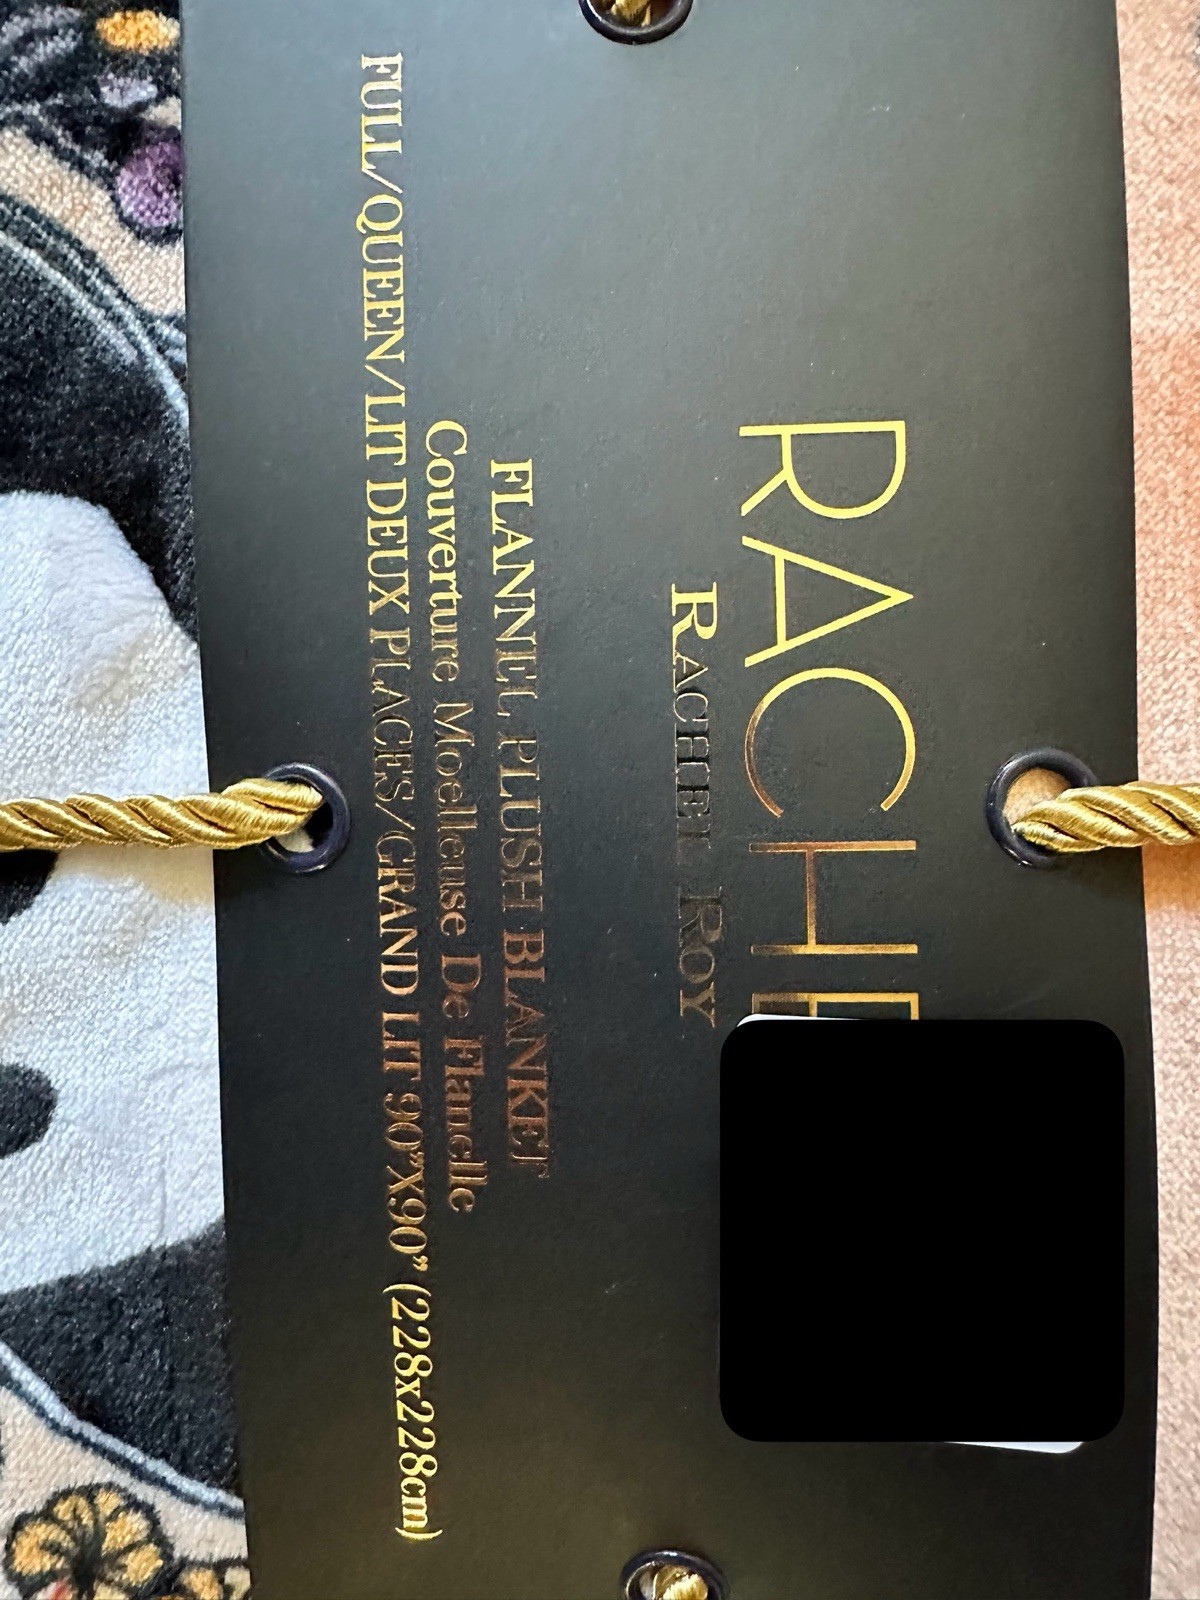 RACHE
RACHEL ROY
FLANNEL PLUSH BLANKET
Couverture Moelleuse De Flanelle
FULL/QUEEN/LIT DEUX PLACES/GRAND LIT 90"X90" (228x228cm)